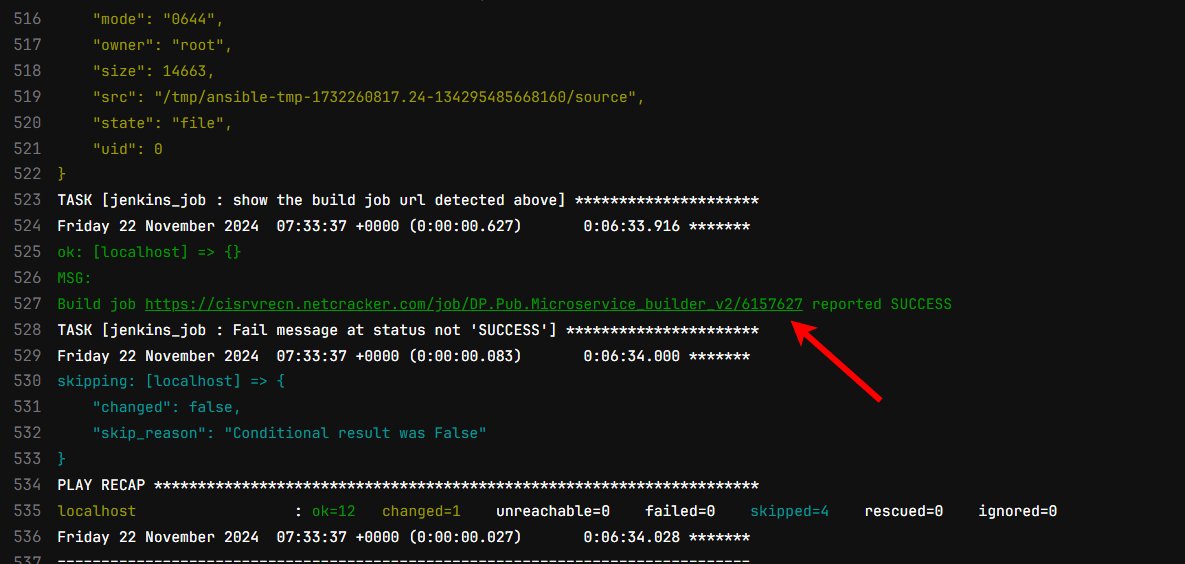 516 "mode": "0644",
517 "owner": "root",
518 "size": 14663,
519 "src": "/tmp/ansible-tmp-1732260817.24-134295485668160/source",
520 "state": "file",
521 "uid": 0
522 }
523 TASK [jenkins_job : show the build job url detected above] *********************
524 Friday 22 November 2024  07:33:37 +0000 (0:00:00.627)       0:06:33.916 *******
525 ok: [localhost] => {}
526 MSG:
527 Build job https://cisrvrecn.netcracker.com/job/DP.Pub.Microservice_builder_v2/6157627 reported SUCCESS
528 TASK [jenkins_job : Fail message at status not 'SUCCESS'] **********************
529 Friday 22 November 2024  07:33:37 +0000 (0:00:00.083)       0:06:34.000 *******
530 skipping: [localhost] => {
531 "changed": false,
532 "skip_reason": "Conditional result was False"
533 }
534 PLAY RECAP *********************************************************************
535 localhost                  : ok=12   changed=1    unreachable=0    failed=0    skipped=4    rescued=0    ignored=0
536 Friday 22 November 2024  07:33:37 +0000 (0:00:00.027)       0:06:34.028 *******
537 -------------------------------------------------------------------------------